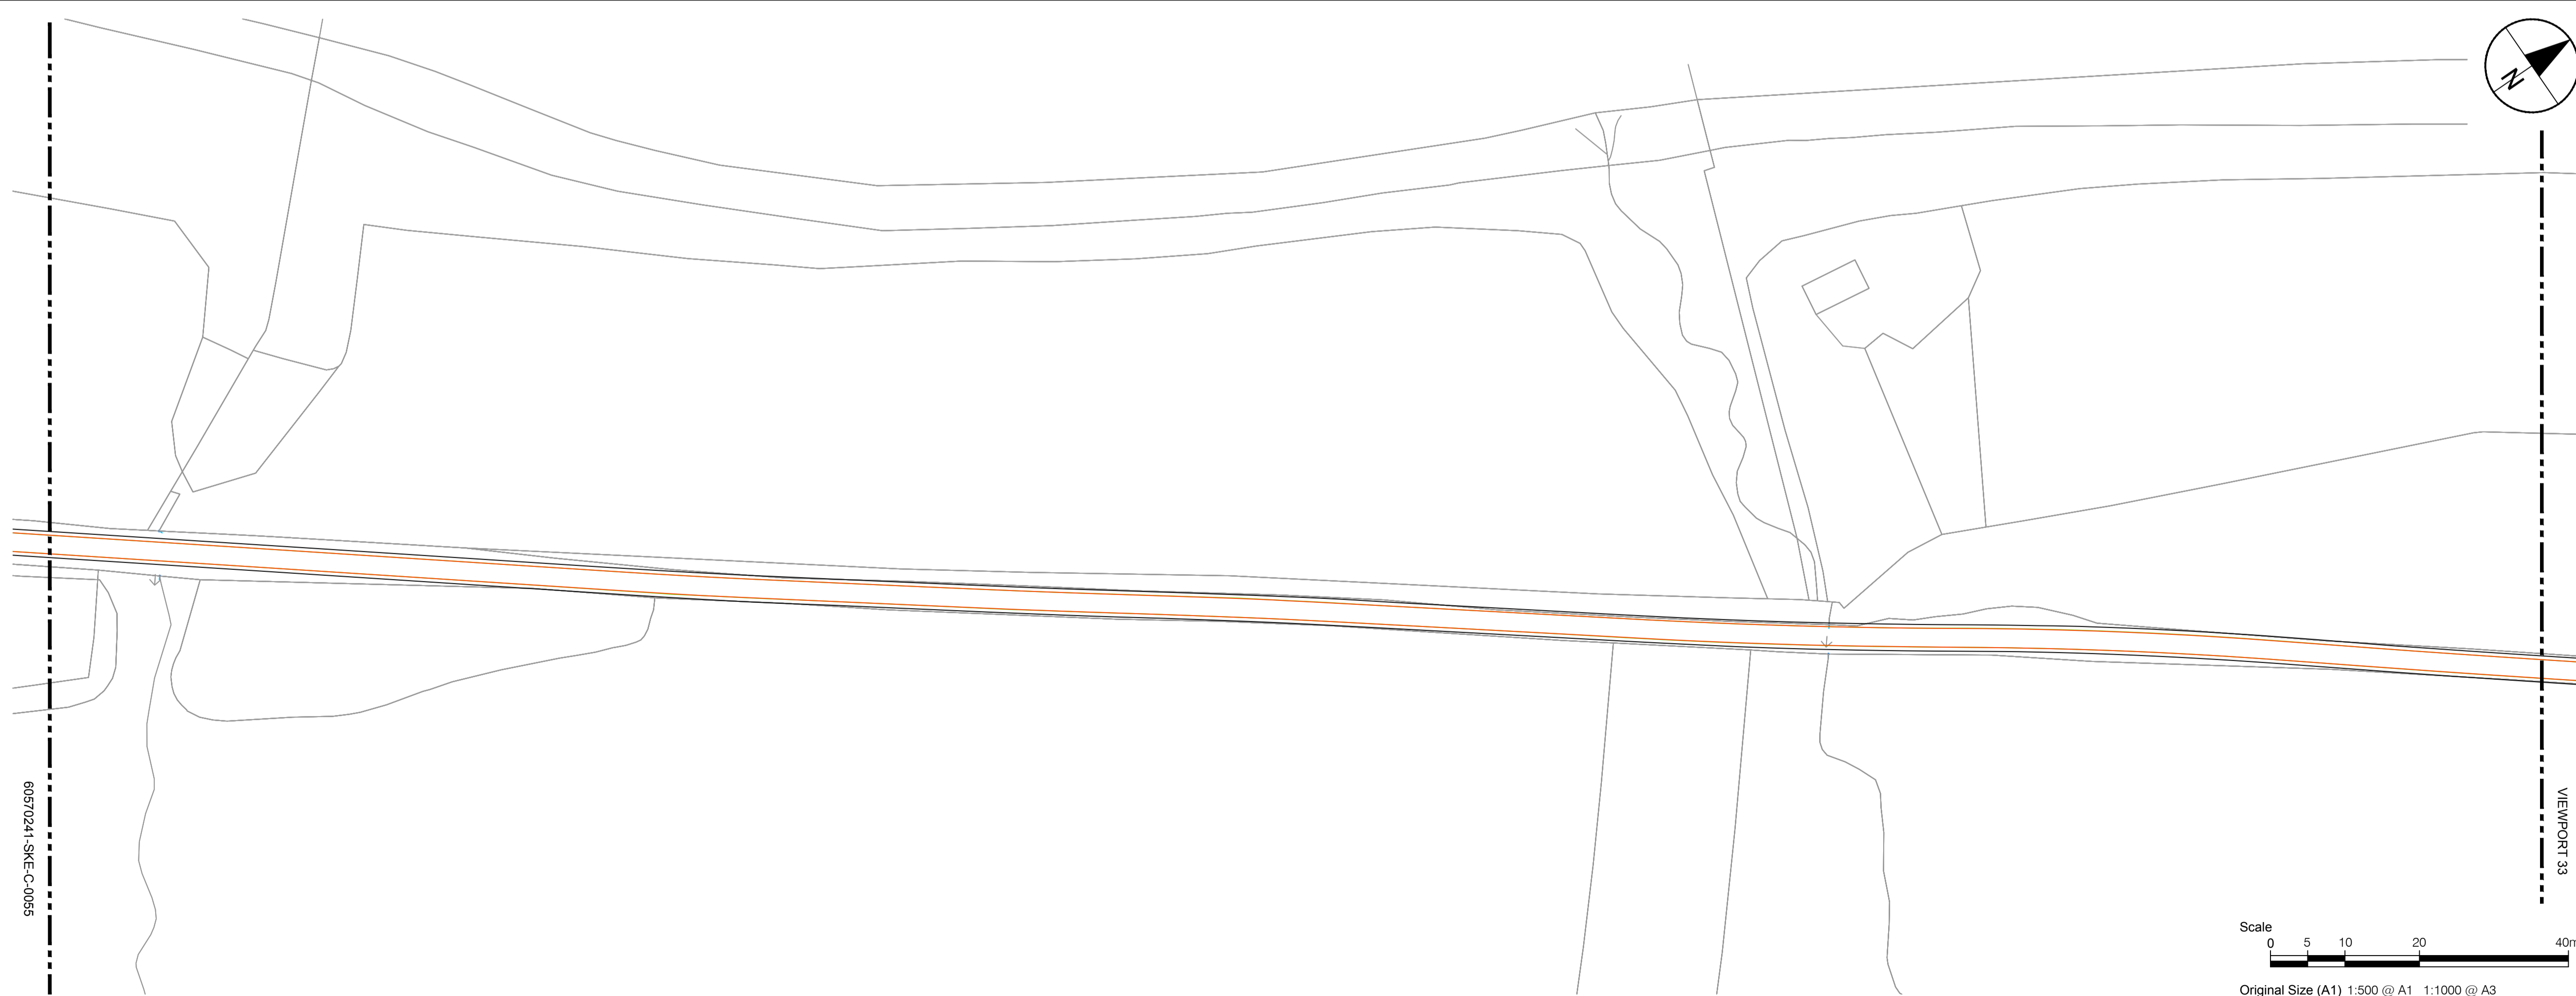 N
60570241-SKE-C-0055
VIEWPORT 33
Scale
0 5 10 20 40m
Original Size (A1) 1:500 @ A1 1:1000 @ A3